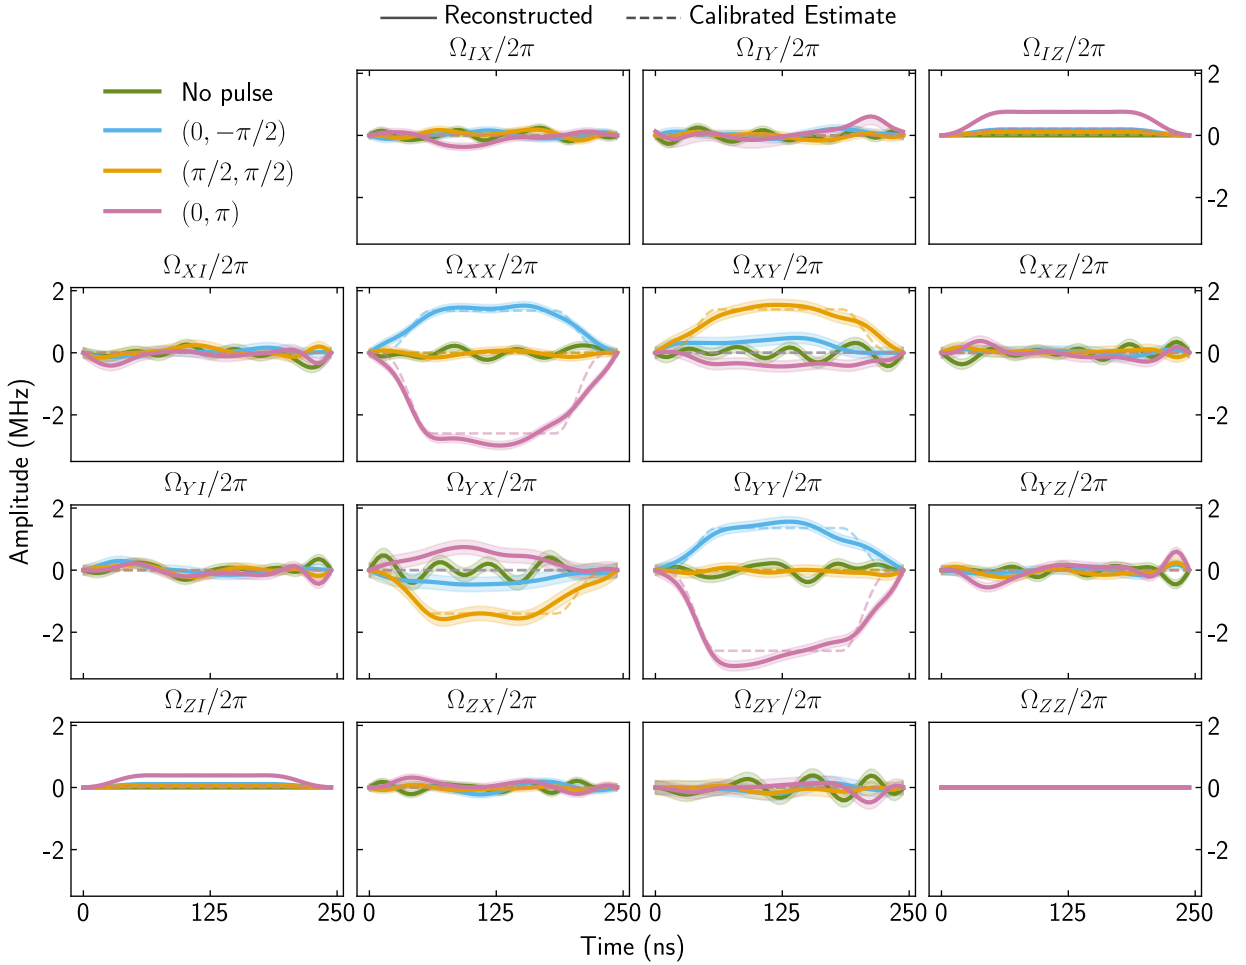 Reconstructed Calibrated Estimate
No pulse
(0, −π/2)
(π/2, π/2)
(0, π)
Ω_IX/2π Ω_IY/2π Ω_IZ/2π
2
0
-2
Ω_XI/2π Ω_XX/2π Ω_XY/2π Ω_XZ/2π
2 2
0 0
-2 -2
Ω_YI/2π Ω_YX/2π Ω_YY/2π Ω_YZ/2π
2 2
0 0
-2 -2
Ω_ZI/2π Ω_ZX/2π Ω_ZY/2π Ω_ZZ/2π
2 2
0 0
-2 -2
0 125 250 0 125 250 0 125 250 0 125 250
Amplitude (MHz)
Time (ns)